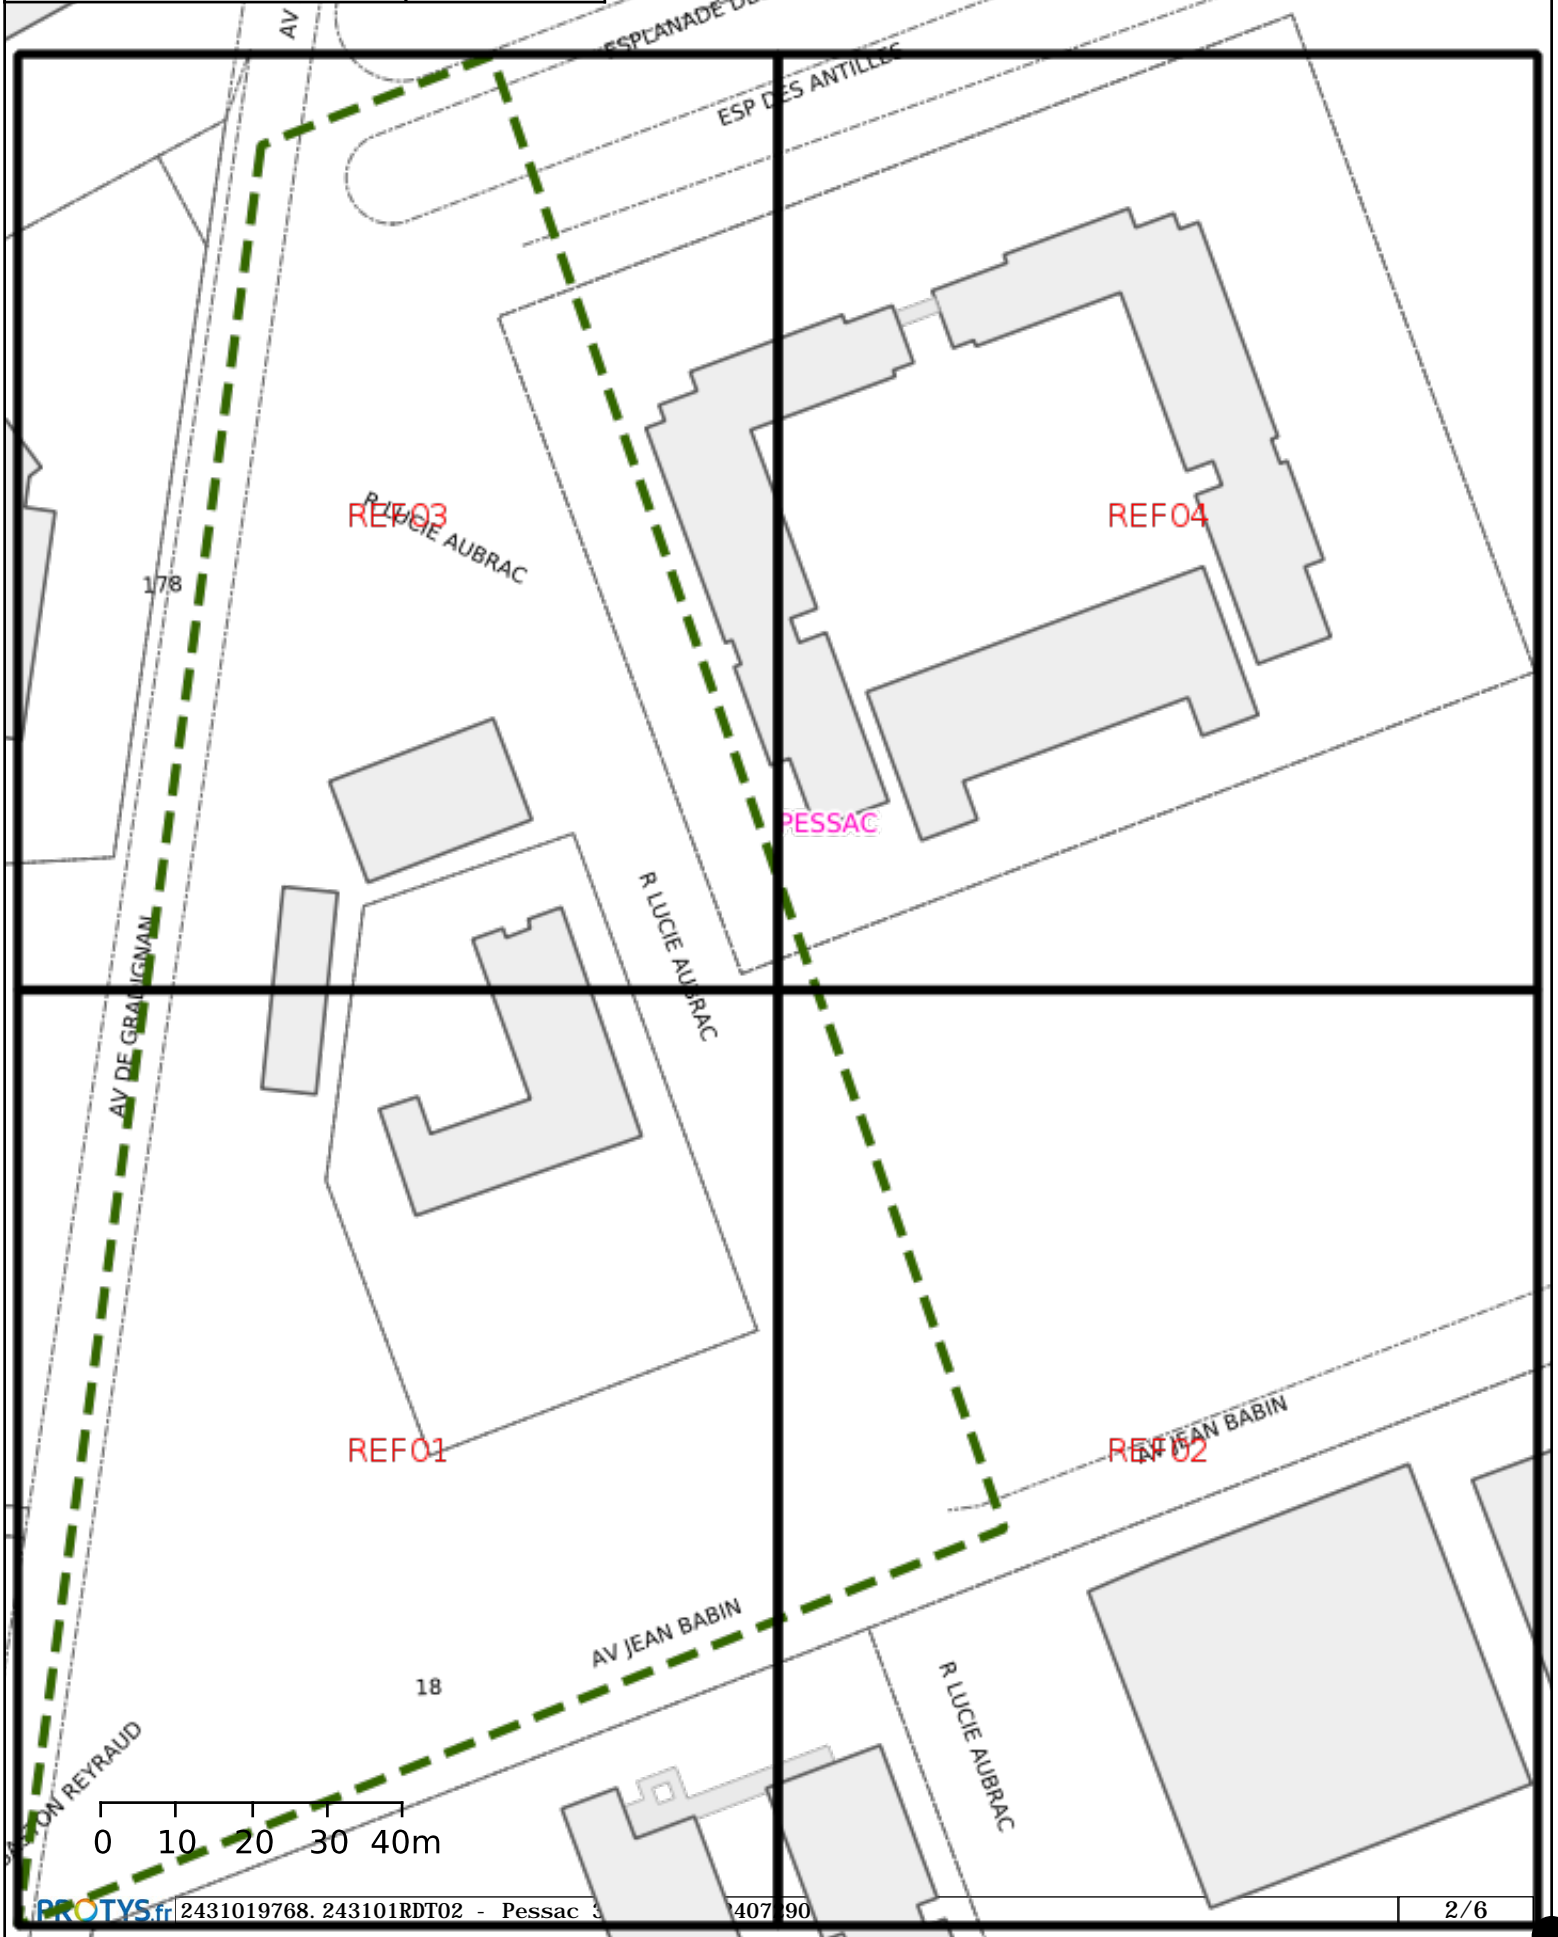 AV
ESPLANADE DE
ESP DES ANTILLES
REF03
R LUCIE AUBRAC
REF04
178
PESSAC
R LUCIE AUBRAC
AV DE GRADIGNAN
AV JEAN BABIN
REF01
REF02
AV JEAN BABIN
18
R LUCIE AUBRAC
REYRAUD
0 10 20 30 40m
PROTYS.fr 2431019768.243101RDT02 - Pessac 2/6